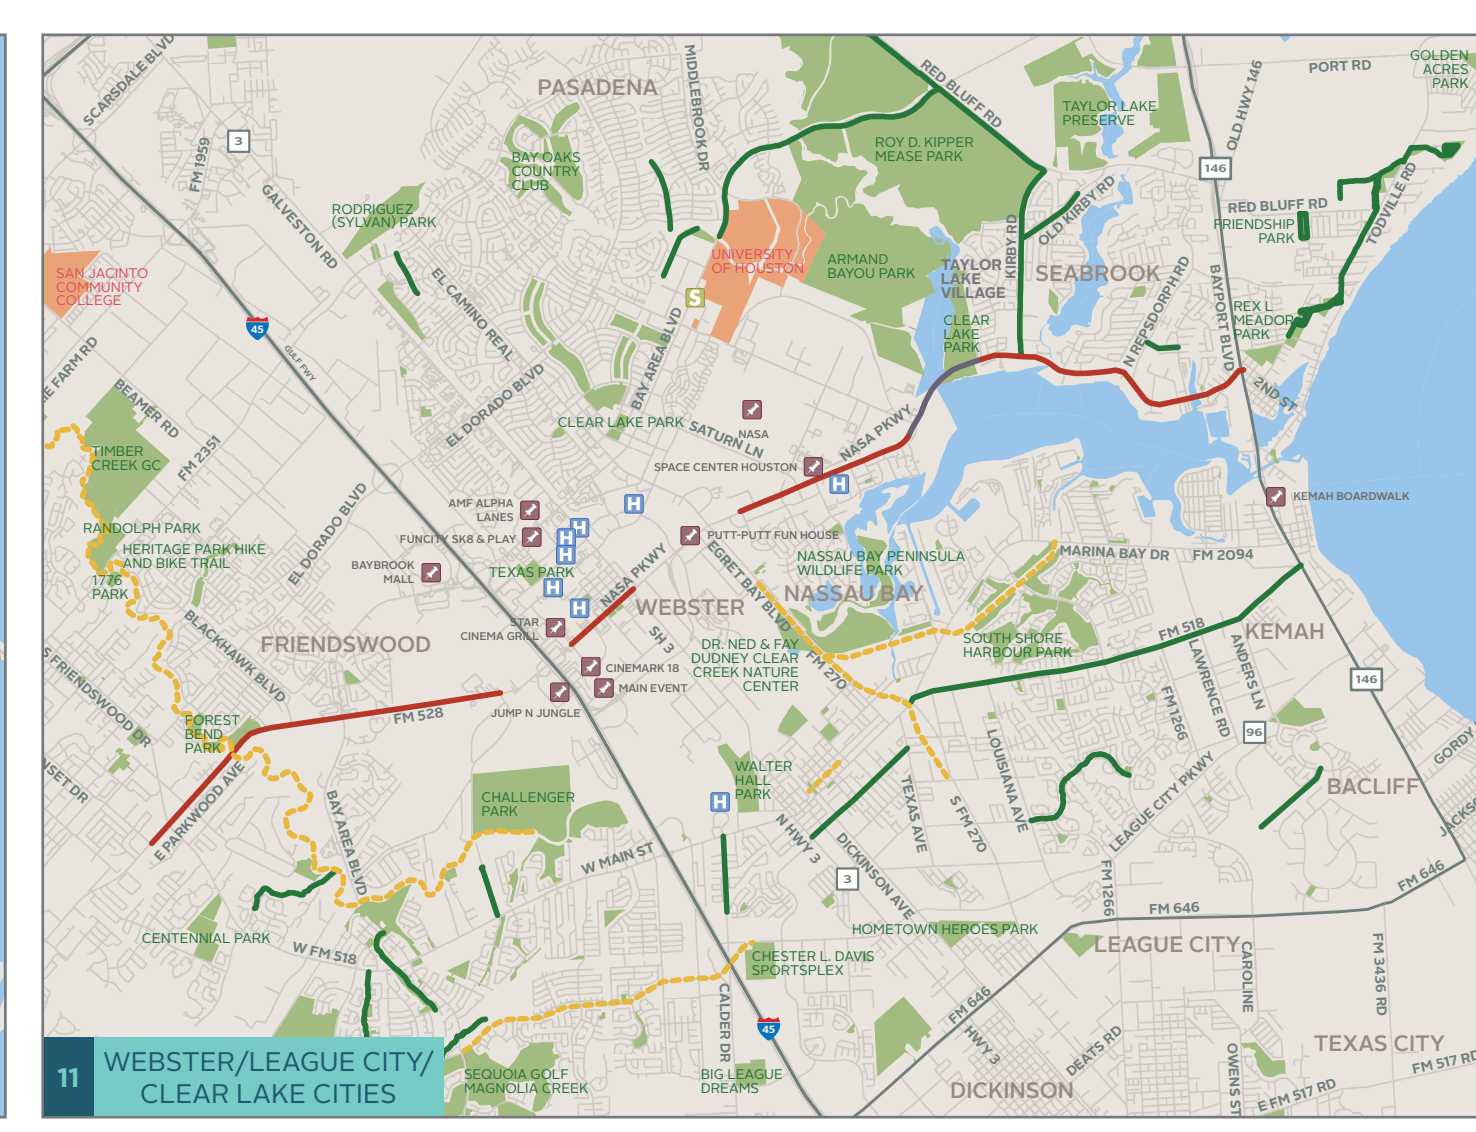 SCARSDALE BLVD
FM 1959
3
GALVESTON RD
PASADENA
MIDDLEBROOK DR
BAY OAKS
COUNTRY
CLUB
RODRIGUEZ
(SYLVAN) PARK
RED BLUFF RD
ROY D. KIPPER
MEASE PARK
TAYLOR LAKE
PRESERVE
OLD HWY 146
PORT RD
GOLDEN
ACRES
PARK
146
RED BLUFF RD
FRIENDSHIP
PARK
TODVILLE RD
OLD KIRBY RD
KIRBY RD
SAN JACINTO
COMMUNITY
COLLEGE
UNIVERSITY
OF HOUSTON
ARMAND
BAYOU PARK
TAYLOR
LAKE
VILLAGE
SEABROOK
N REPSDORPH RD
BAYPORT BLVD
REX L
MEADOR
PARK
S
45
GULF FWY
EL CAMINO REAL
CLEAR
LAKE
PARK
E FARM RD
BEAMER RD
FM 2351
EL DORADO BLVD
BAY AREA BLVD
CLEAR LAKE PARK
SATURN LN
NASA
NASA PKWY
2ND ST
TIMBER
CREEK GC
SPACE CENTER HOUSTON
H
KEMAH BOARDWALK
AMF ALPHA
LANES
H
H
FUNCITY SK8 & PLAY
H
H
PUTT-PUTT FUN HOUSE
RANDOLPH PARK
HERITAGE PARK HIKE
AND BIKE TRAIL
EL DORADO BLVD
BAYBROOK
MALL
TEXAS PARK
H
H
NASA PKWY
EGRET BAY BLVD
NASSAU BAY PENINSULA
WILDLIFE PARK
MARINA BAY DR
FM 2094
1776
PARK
BLACKHAWK BLVD
FRIENDSWOOD
WEBSTER
NASSAU BAY
STAR
CINEMA GRILL
SH 3
CINEMARK 18
MAIN EVENT
JUMP N JUNGLE
DR. NED & FAY
DUDNEY CLEAR
CREEK NATURE
CENTER
FM 270
SOUTH SHORE
HARBOUR PARK
FM 518
KEMAH
LAWRENCE RD
ANDERS LN
146
S FRIENDSWOOD DR
FM 528
FOREST
BEND
PARK
FM 1266
96
GORDY
NSET DR
E PARKWOOD AVE
BAY AREA BLVD
CHALLENGER
PARK
WALTER
HALL
PARK
H
N HWY 3
TEXAS AVE
S FM 270
LOUISIANA AVE
LEAGUE CITY PKWY
BACLIFF
JACKS
W MAIN ST
DICKINSON AVE
3
FM 1266
FM 646
FM 646
CENTENNIAL PARK
W FM 518
HOMETOWN HEROES PARK
LEAGUE CITY
CAROLINE
FM 3436 RD
CHESTER L. DAVIS
SPORTSPLEX
CALDER DR
45
FM 646
HWY 3
DEATS RD
OWENS ST
TEXAS CITY
FM 517 RD
E FM 517 RD
SEQUOIA GOLF
MAGNOLIA CREEK
BIG LEAGUE
DREAMS
DICKINSON
11
WEBSTER/LEAGUE CITY/
CLEAR LAKE CITIES